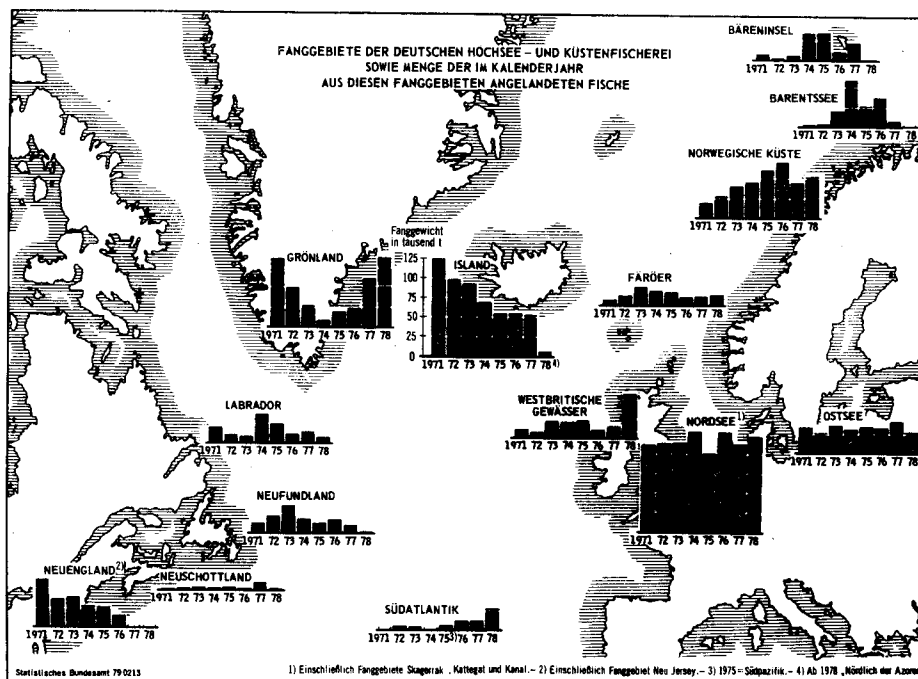 FANGGEBIETE DER DEUTSCHEN HOCHSEE – UND KÜSTENFISCHEREI
SOWIE MENGE DER IM KALENDERJAHR
AUS DIESEN FANGGEBIETEN ANGELANDETEN FISCHE
BÄRENINSEL
1971 72 73 74 75 76 77 78
BARENTSSEE
1971 72 73 74 75 76 77 78
NORWEGISCHE KÜSTE
1971 72 73 74 75 76 77 78
GRÖNLAND
1971 72 73 74 75 76 77 78
Fanggewicht
in tausend t
125
100
75
50
25
0
ISLAND
1971 72 73 74 75 76 77 78 4)
FÄRÖER
1971 72 73 74 75 76 77 78
LABRADOR
1971 72 73 74 75 76 77 78
WESTBRITISCHE
GEWÄSSER
1971 72 73 74 75 76 77 78
NORDSEE 1)
1971 72 73 74 75 76 77 78
OSTSEE
1971 72 73 74 75 76 77 78
NEUFUNDLAND
1971 72 73 74 75 76 77 78
NEUENGLAND 2)
1971 72 73 74 75 76 77 78
NEUSCHOTTLAND
1971 72 73 74 75 76 77 78
SÜDATLANTIK
1971 72 73 74 75 3) 76 77 78
Statistisches Bundesamt 79 0213
1) Einschließlich Fanggebiete Skagerrak , Kattegat und Kanal.– 2) Einschließlich Fanggebiet Neu Jersey.– 3) 1975 = Südpazifik.– 4) Ab 1978 „Nördlich der Azoren